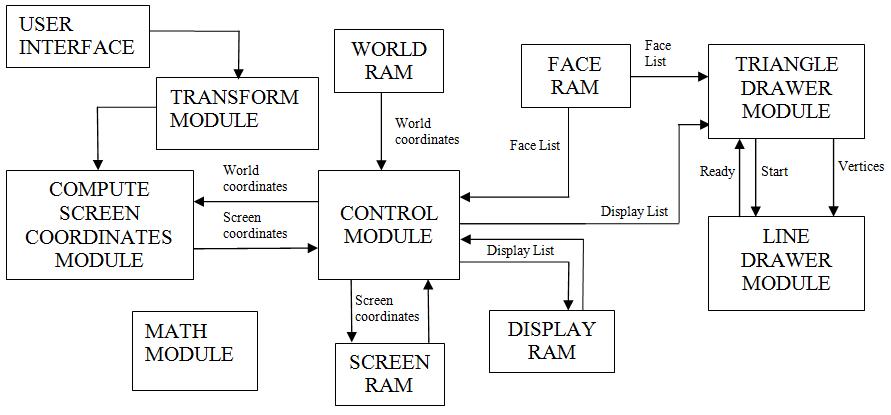 USER
INTERFACE
TRANSFORM
MODULE
WORLD
RAM
World
coordinates
FACE
RAM
Face
List
Face List
TRIANGLE
DRAWER
MODULE
COMPUTE
SCREEN
COORDINATES
MODULE
World
coordinates
Screen
coordinates
CONTROL
MODULE
Display List
Display List
Ready
Start
Vertices
LINE
DRAWER
MODULE
MATH
MODULE
Screen
coordinates
SCREEN
RAM
DISPLAY
RAM